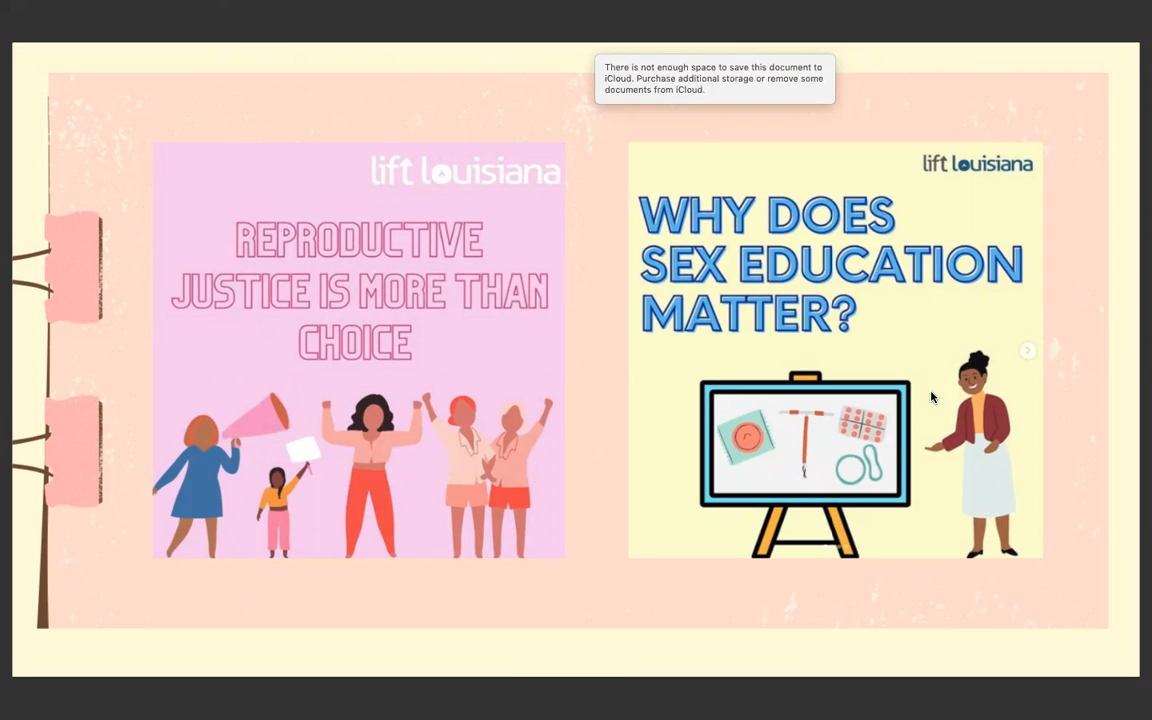 There is not enough space to save this document to
iCloud. Purchase additional storage or remove some
documents from iCloud.
lift louisiana
REPRODUCTIVE
JUSTICE IS MORE THAN
CHOICE
lift louisiana
WHY DOES
SEX EDUCATION
MATTER?